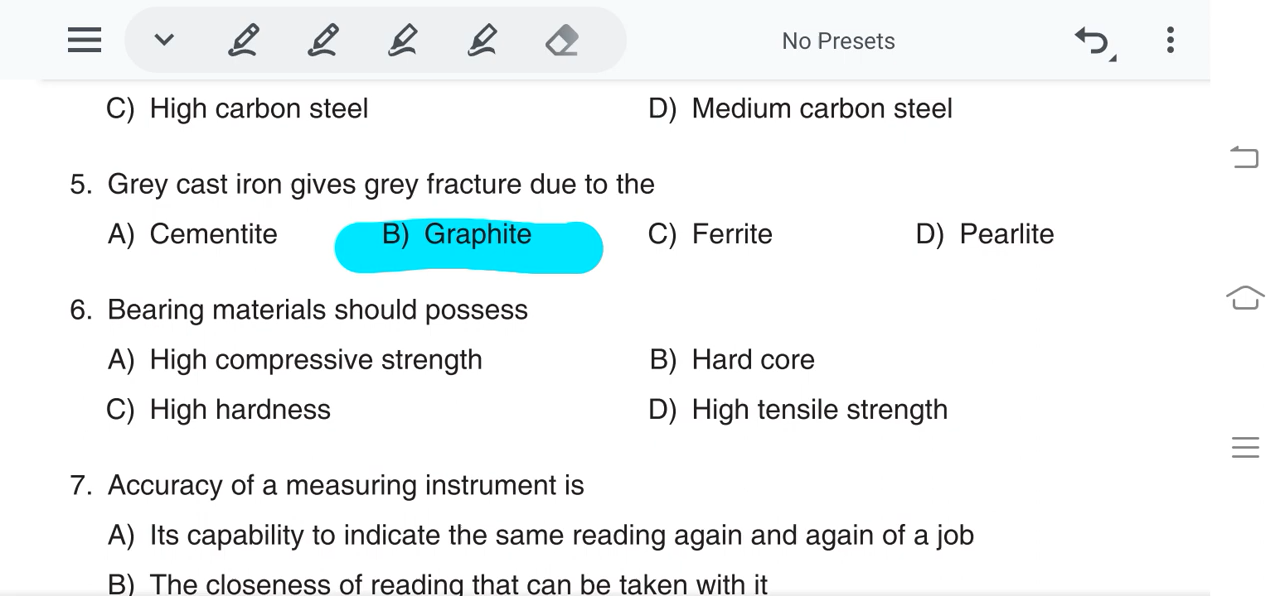 No Presets
C) High carbon steel D) Medium carbon steel
5. Grey cast iron gives grey fracture due to the
A) Cementite B) Graphite C) Ferrite D) Pearlite
6. Bearing materials should possess
A) High compressive strength B) Hard core
C) High hardness D) High tensile strength
7. Accuracy of a measuring instrument is
A) Its capability to indicate the same reading again and again of a job
B) The closeness of reading that can be taken with it